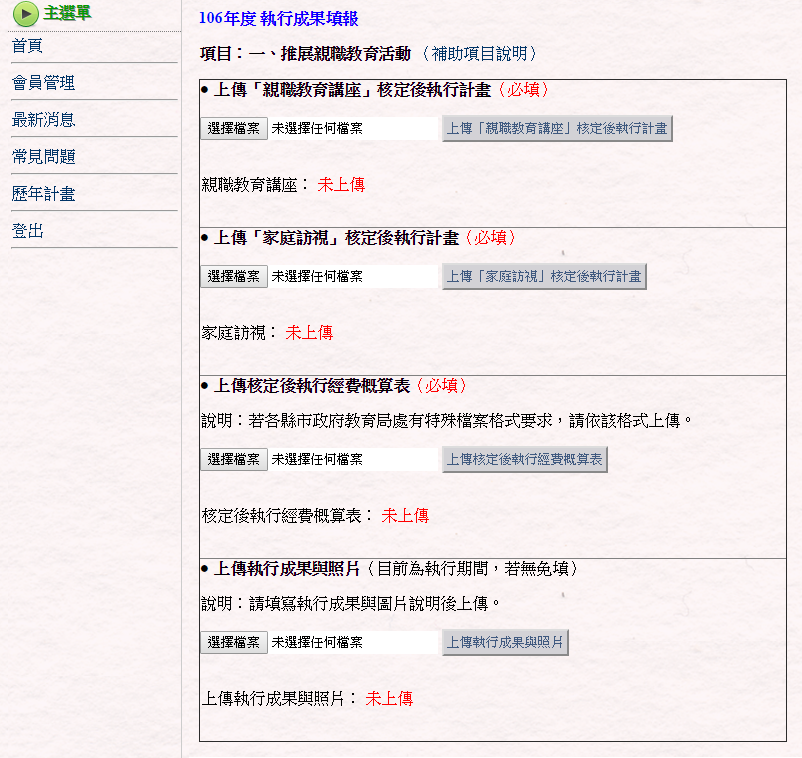 主選單
首頁
會員管理
最新消息
常見問題
歷年計畫
登出
106年度 執行成果填報
項目：一、推展親職教育活動（補助項目說明）
● 上傳「親職教育講座」核定後執行計畫（必填）
選擇檔案 未選擇任何檔案 上傳「親職教育講座」核定後執行計畫
親職教育講座： 未上傳
● 上傳「家庭訪視」核定後執行計畫（必填）
選擇檔案 未選擇任何檔案 上傳「家庭訪視」核定後執行計畫
家庭訪視： 未上傳
● 上傳核定後執行經費概算表（必填）
說明：若各縣市政府教育局處有特殊檔案格式要求，請依該格式上傳。
選擇檔案 未選擇任何檔案 上傳核定後執行經費概算表
核定後執行經費概算表： 未上傳
● 上傳執行成果與照片（目前為執行期間，若無免填）
說明：請填寫執行成果與圖片說明後上傳。
選擇檔案 未選擇任何檔案 上傳執行成果與照片
上傳執行成果與照片： 未上傳